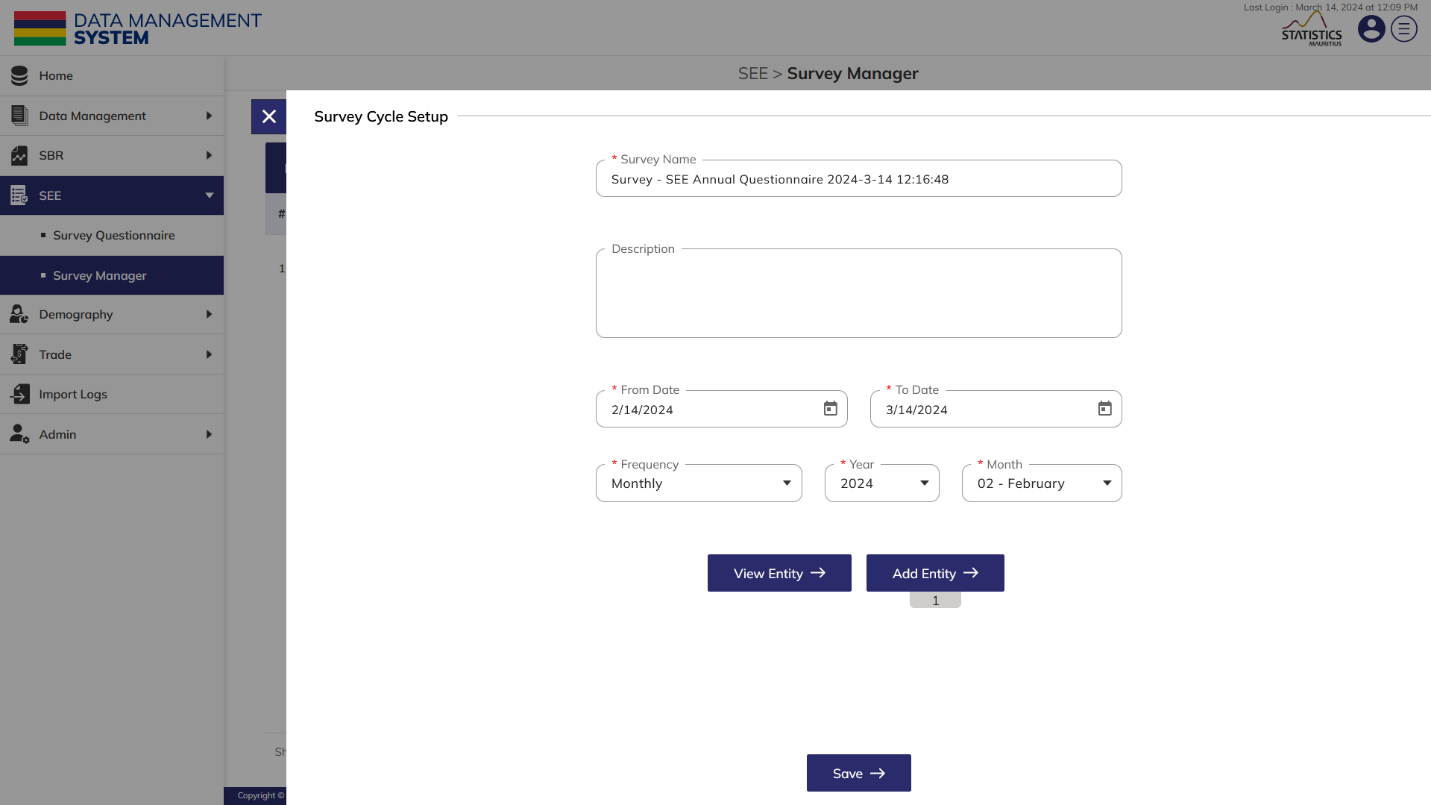 Last Login : March 14, 2024 at 12:09 PM
DATA MANAGEMENT
SYSTEM
STATISTICS
MAURITIUS
Home
Data Management
SBR
SEE
Survey Questionnaire
Survey Manager
Demography
Trade
Import Logs
Admin
SEE > Survey Manager
#
1
Sh
Copyright ©
Survey Cycle Setup
* Survey Name
Survey - SEE Annual Questionnaire 2024-3-14 12:16:48
Description
* From Date
2/14/2024
* To Date
3/14/2024
* Frequency
Monthly
* Year
2024
* Month
02 - February
View Entity
Add Entity
1
Save